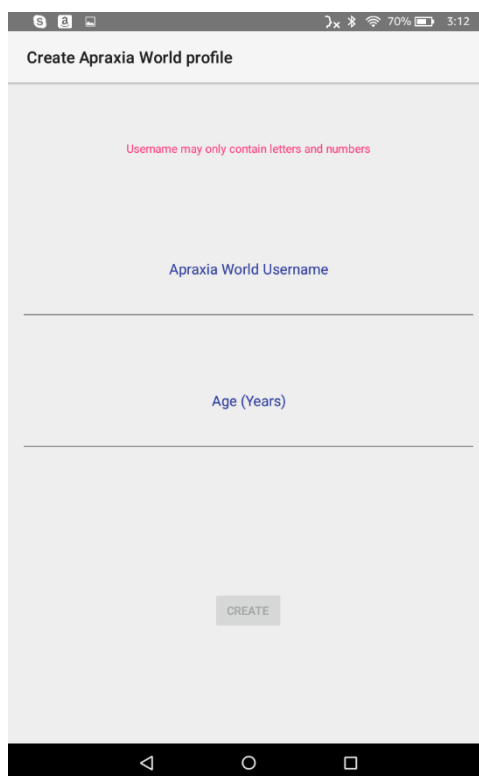 70% 3:12
Create Apraxia World profile
Username may only contain letters and numbers
Apraxia World Username
Age (Years)
CREATE